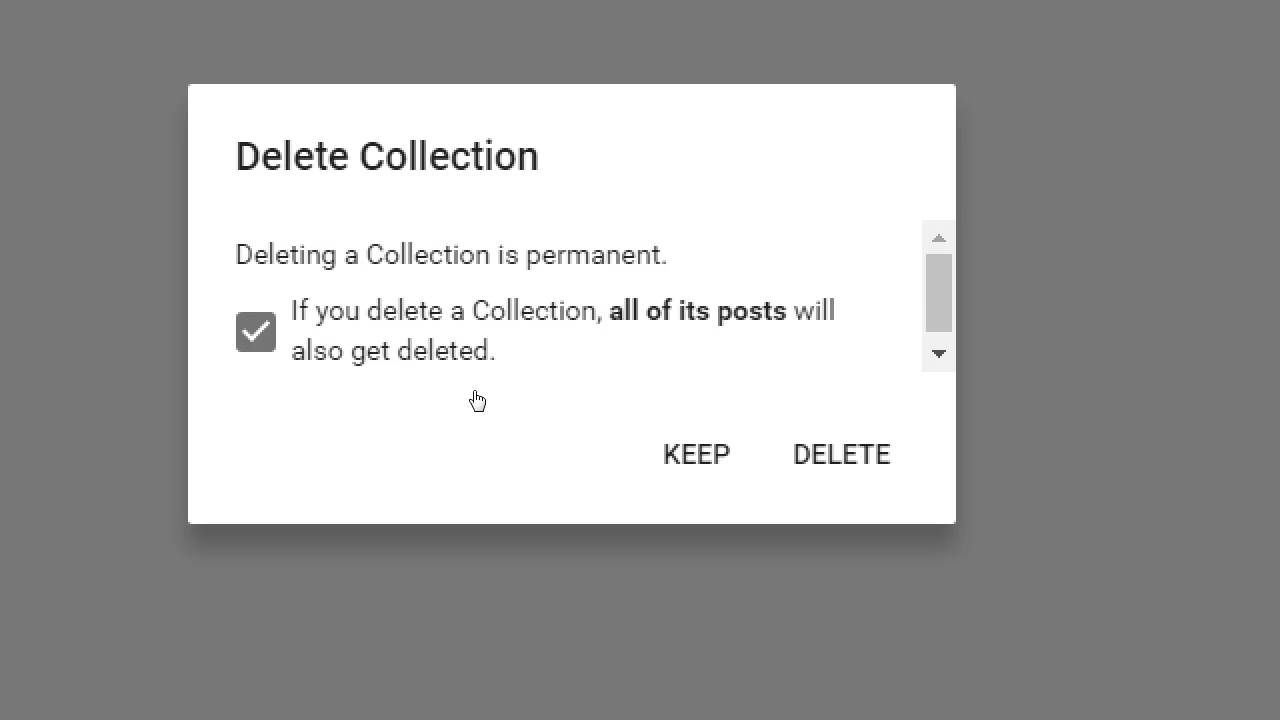 Delete Collection
Deleting a Collection is permanent.
If you delete a Collection, all of its posts will
also get deleted.
KEEP DELETE